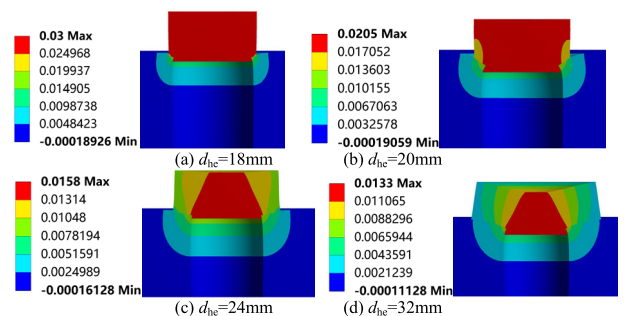 0.03 Max
0.024968
0.019937
0.014905
0.0098738
0.0048423
-0.00018926 Min
(a) dhe=18mm
0.0205 Max
0.017052
0.013603
0.010155
0.0067063
0.0032578
-0.00019059 Min
(b) dhe=20mm
0.0158 Max
0.01314
0.01048
0.0078194
0.0051591
0.0024989
-0.00016128 Min
(c) dhe=24mm
0.0133 Max
0.011065
0.0088296
0.0065944
0.0043591
0.0021239
-0.00011128 Min
(d) dhe=32mm